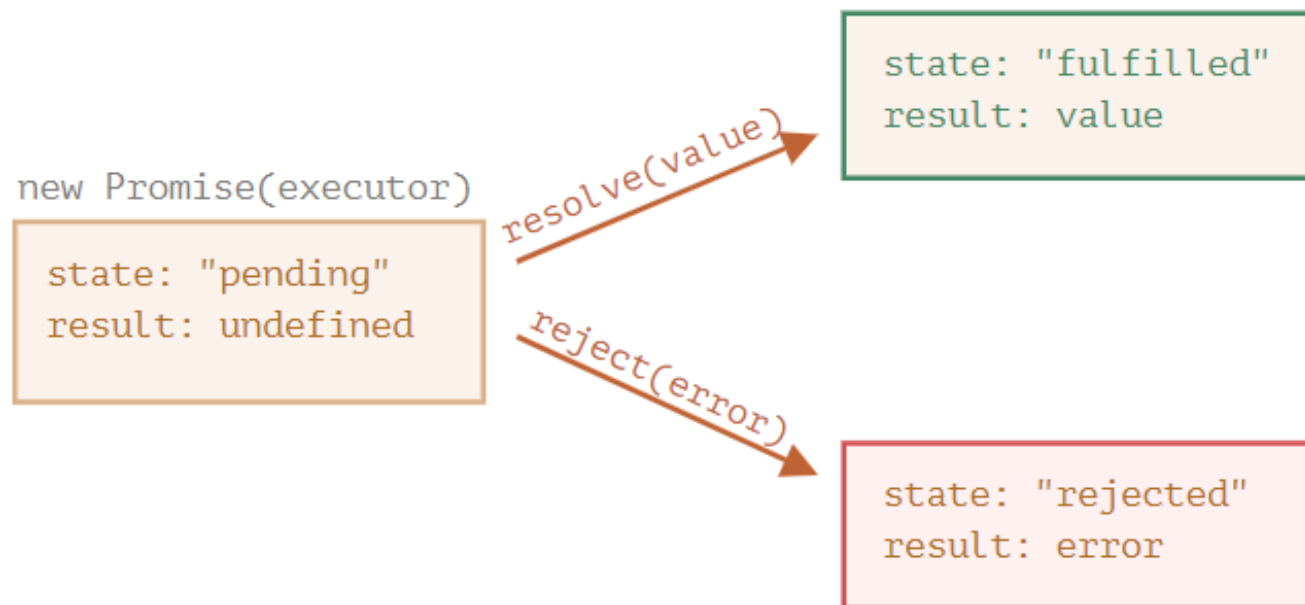 new Promise(executor)
state: "pending"
result: undefined
resolve(value)
reject(error)
state: "fulfilled"
result: value
state: "rejected"
result: error